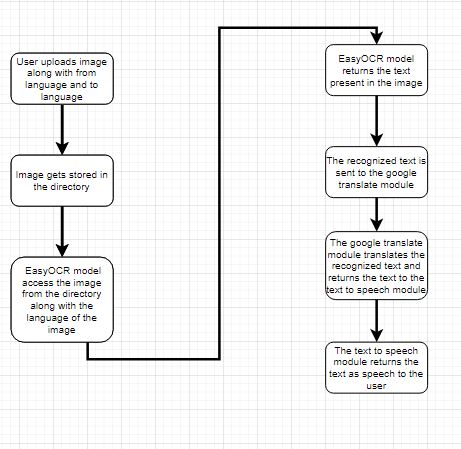 User uploads image
along with from
language and to
language
Image gets stored in
the directory
EasyOCR model
access the image
from the directory
along with the
language of the
image
EasyOCR model
returns the text
present in the image
The recognized text is
sent to the google
translate module
The google translate
module translates the
recognized text and
returns the text to the
text to speech module
The text to speech
module returns the
text as speech to the
user